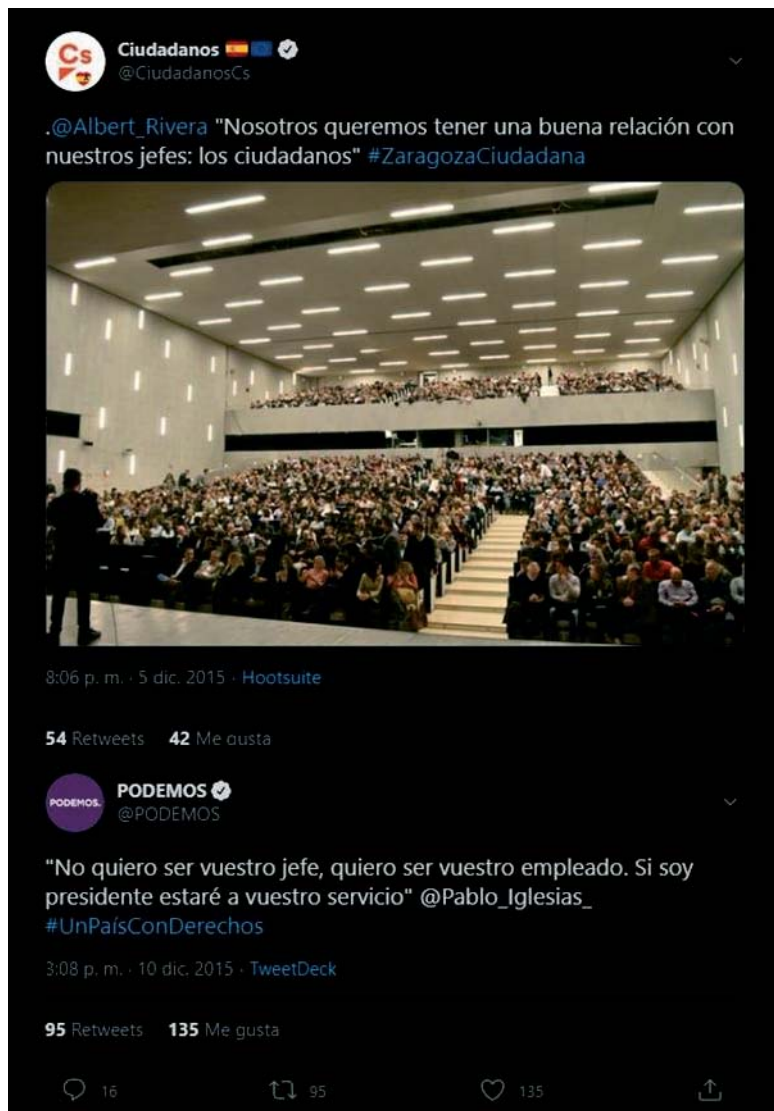 Cs
Ciudadanos
@CiudadanosCs
.@Albert_Rivera "Nosotros queremos tener una buena relación con
nuestros jefes: los ciudadanos" #ZaragozaCiudadana
8:06 p. m. · 5 dic. 2015 · Hootsuite
54 Retweets 42 Me gusta
PODEMOS.
PODEMOS
@PODEMOS
"No quiero ser vuestro jefe, quiero ser vuestro empleado. Si soy
presidente estaré a vuestro servicio" @Pablo_Iglesias_
#UnPaísConDerechos
3:08 p. m. · 10 dic. 2015 · TweetDeck
95 Retweets 135 Me gusta
16 95 135